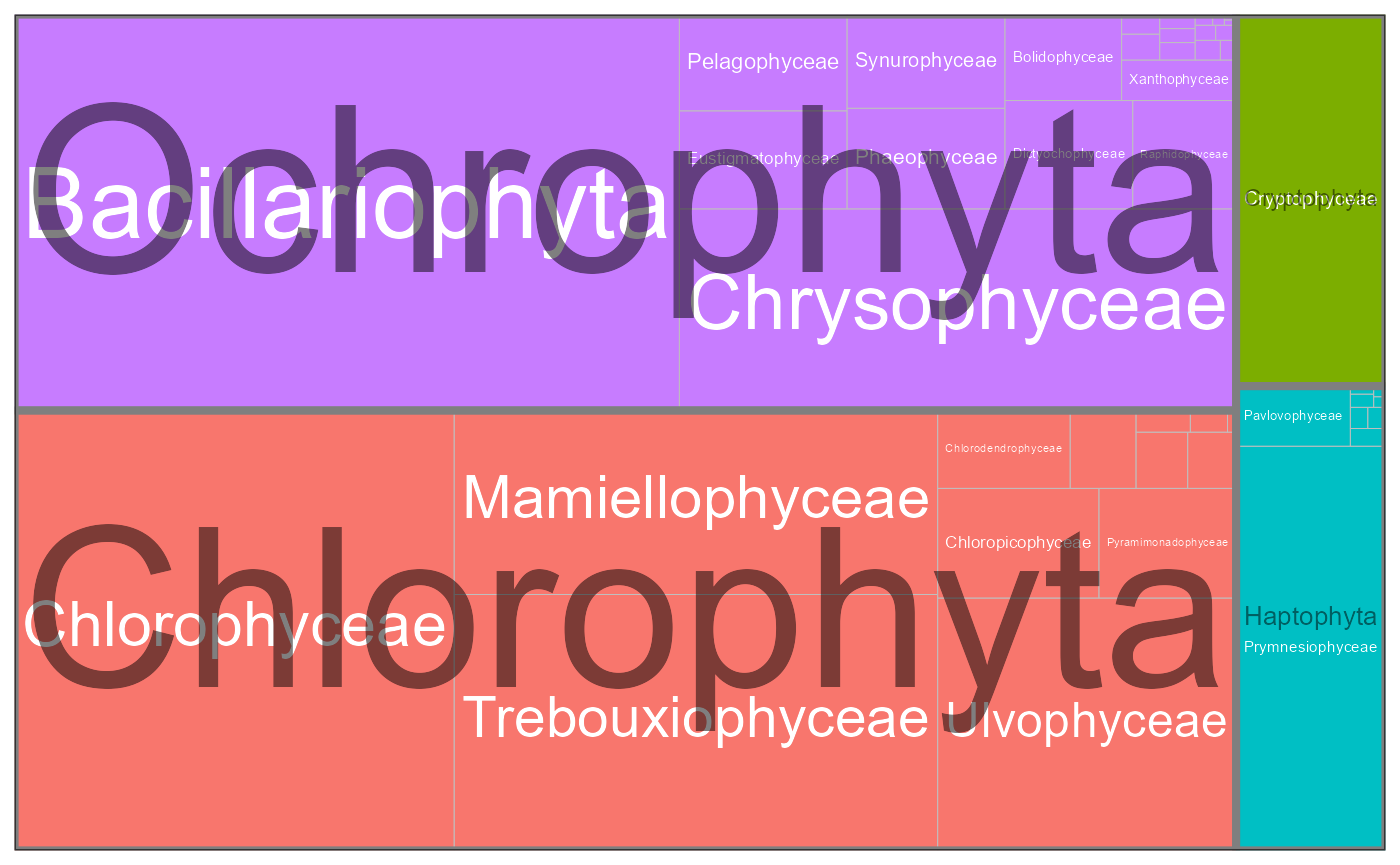 Ochrophyta
Bacillariophyta
Pelagophyceae
Synurophyceae
Bolidophyceae
Xanthophyceae
Eustigmatophyceae
Phaeophyceae
Dictyochophyceae
Raphidophyceae
Chrysophyceae
Cryptophyta
Cryptophyceae
Chlorophyta
Chlorophyceae
Mamiellophyceae
Trebouxiophyceae
Chlorodendrophyceae
Chloropicophyceae
Pyramimonadophyceae
Ulvophyceae
Pavlovophyceae
Haptophyta
Prymnesiophyceae